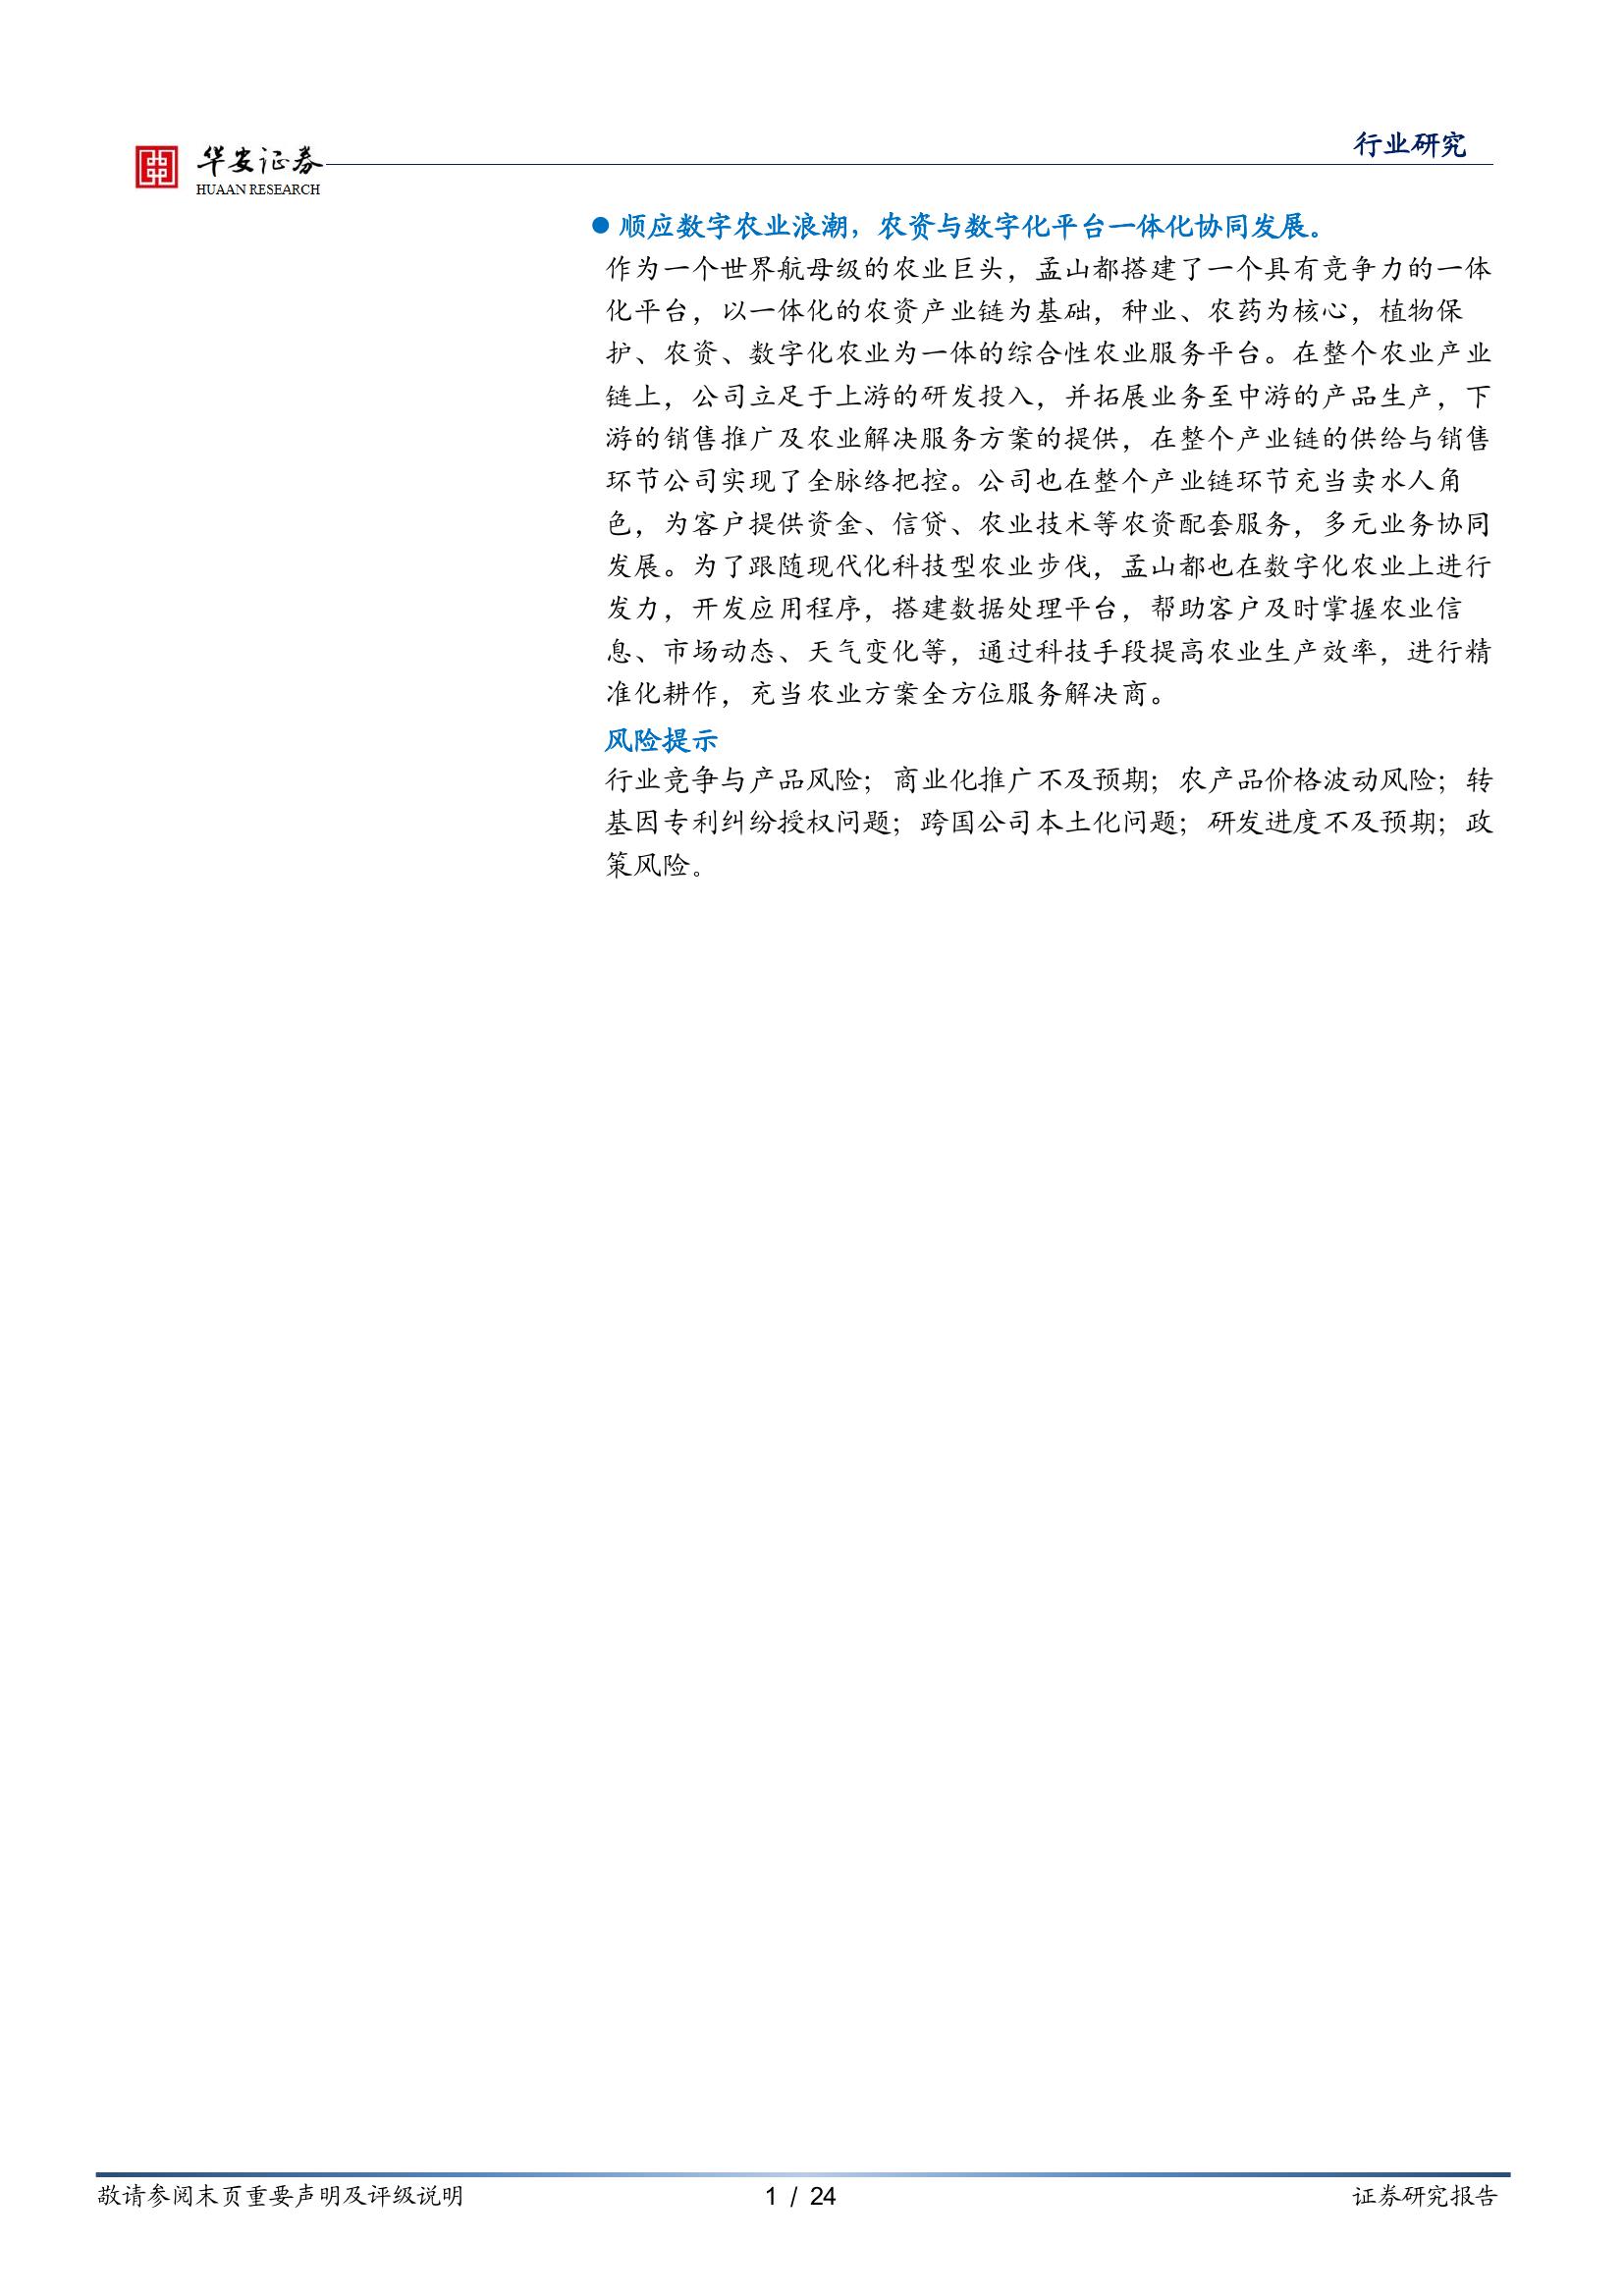 华安证券
HUAAN RESEARCH
行业研究
顺应数字农业浪潮，农资与数字化平台一体化协同发展。
作为一个世界航母级的农业巨头，孟山都搭建了一个具有竞争力的一体
化平台，以一体化的农资产业链为基础，种业、农药为核心，植物保
护、农资、数字化农业为一体的综合性农业服务平台。在整个农业产业
链上，公司立足于上游的研发投入，并拓展业务至中游的产品生产，下
游的销售推广及农业解决服务方案的提供，在整个产业链的供给与销售
环节公司实现了全脉络把控。公司也在整个产业链环节充当卖水人角
色，为客户提供资金、信贷、农业技术等农资配套服务，多元业务协同
发展。为了跟随现代化科技型农业步伐，孟山都也在数字化农业上进行
发力，开发应用程序，搭建数据处理平台，帮助客户及时掌握农业信
息、市场动态、天气变化等，通过科技手段提高农业生产效率，进行精
准化耕作，充当农业方案全方位服务解决商。
风险提示
行业竞争与产品风险；商业化推广不及预期；农产品价格波动风险；转
基因专利纠纷授权问题；跨国公司本土化问题；研发进度不及预期；政
策风险。
敬请参阅末页重要声明及评级说明
1 / 24
证券研究报告